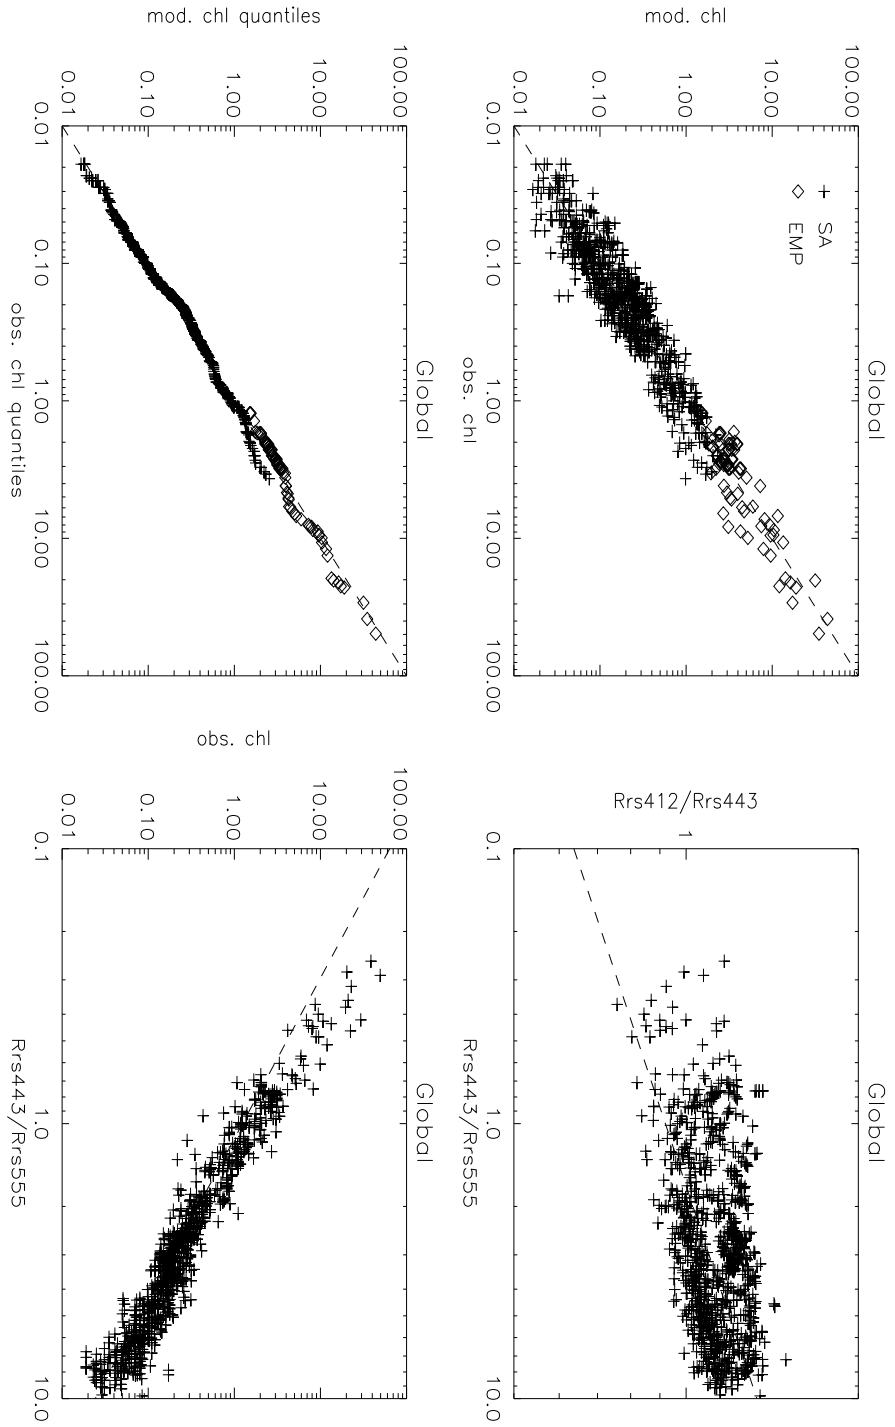 Global
mod. chl
100.00
10.00
1.00
0.10
0.01
+ SA
◇ EMP
0.01
0.10
1.00
10.00
100.00
obs. chl
Global
Rrs412/Rrs443
1
0.1
1.0
10.0
Rrs443/Rrs555
Global
mod. chl quantiles
100.00
10.00
1.00
0.10
0.01
0.01
0.10
1.00
10.00
100.00
obs. chl quantiles
Global
obs. chl
100.00
10.00
1.00
0.10
0.01
0.1
1.0
10.0
Rrs443/Rrs555